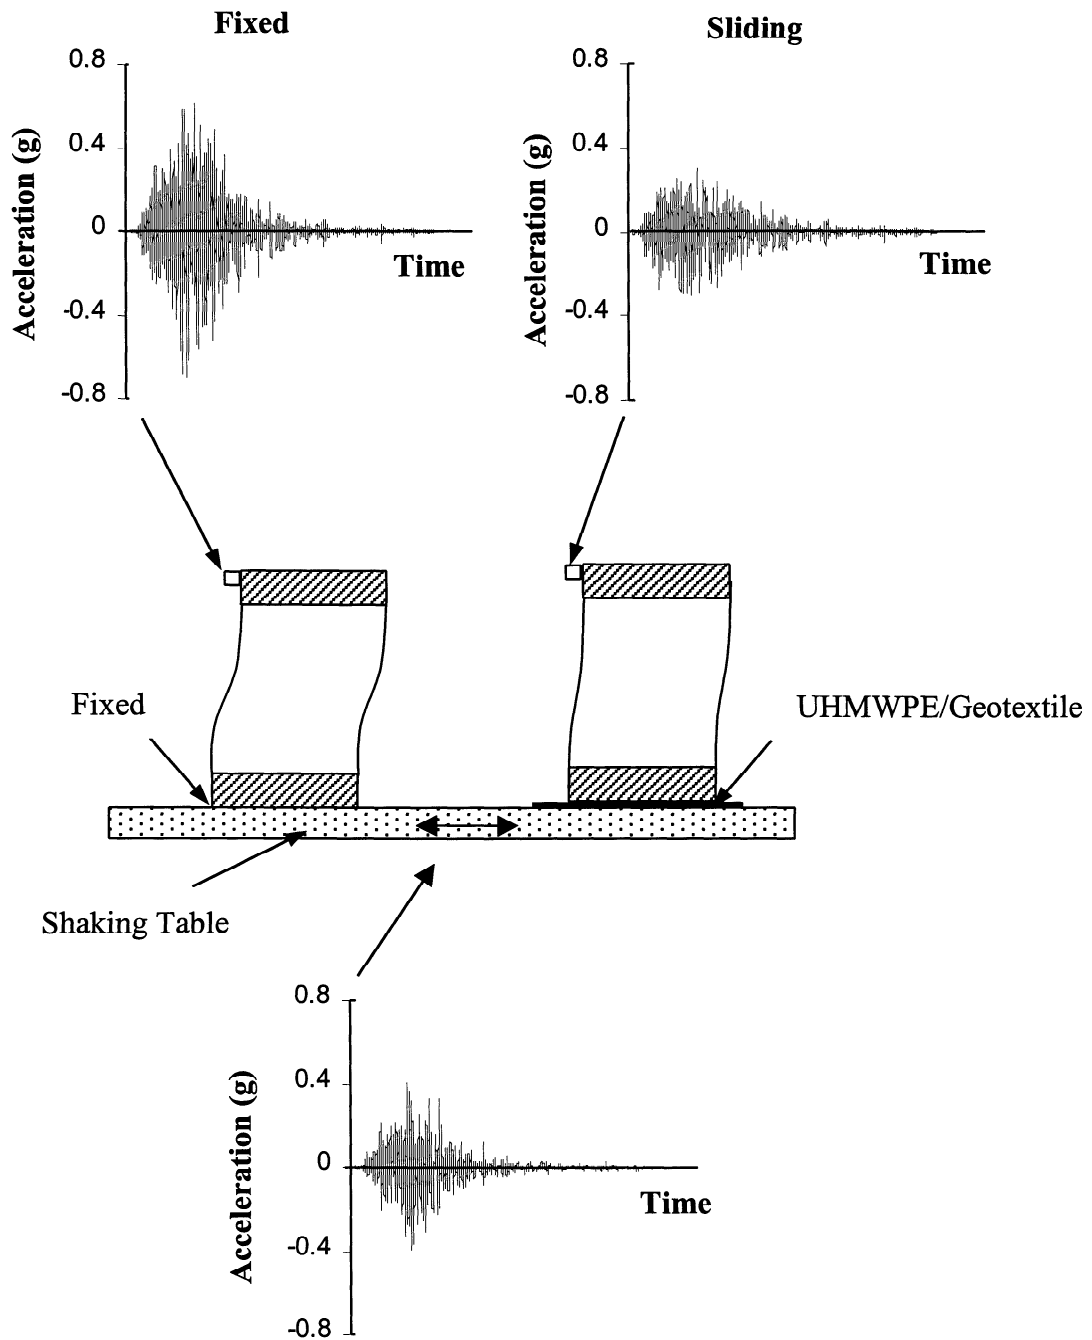 Fixed
Sliding
0.8
0.4
0
-0.4
-0.8
Acceleration (g)
Time
0.8
0.4
0
-0.4
-0.8
Acceleration (g)
Time
Fixed
UHMWPE/Geotextile
Shaking Table
0.8
0.4
0
-0.4
-0.8
Acceleration (g)
Time